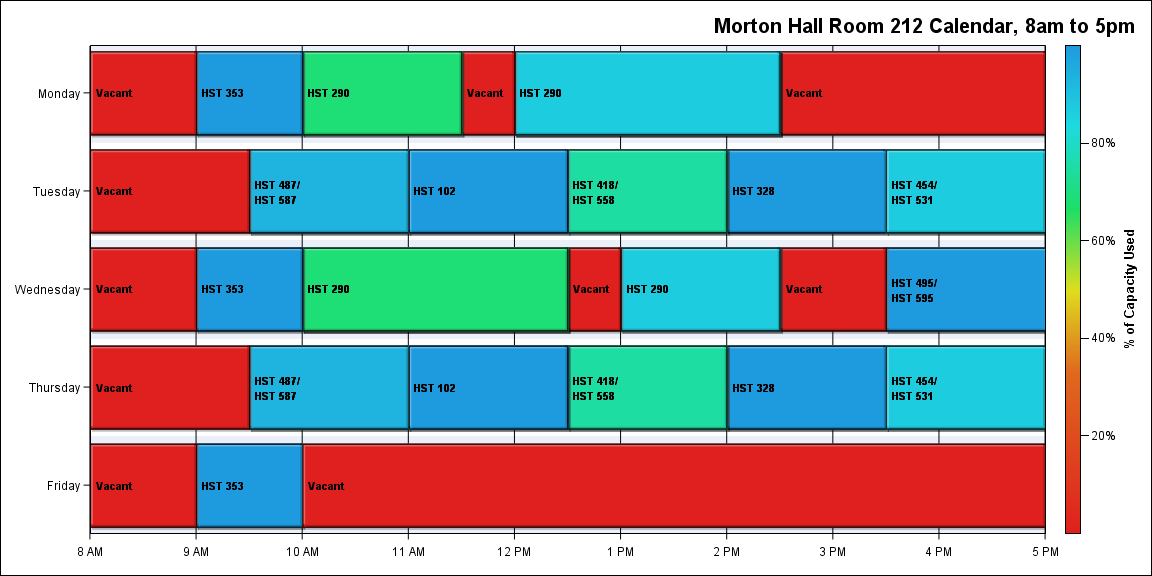 Morton Hall Room 212 Calendar, 8am to 5pm
Monday
Vacant
HST 353
HST 290
Vacant
HST 290
Vacant
Tuesday
Vacant
HST 487/
HST 587
HST 102
HST 418/
HST 558
HST 328
HST 454/
HST 531
Wednesday
Vacant
HST 353
HST 290
Vacant
HST 290
Vacant
HST 495/
HST 595
Thursday
Vacant
HST 487/
HST 587
HST 102
HST 418/
HST 558
HST 328
HST 454/
HST 531
Friday
Vacant
HST 353
Vacant
8 AM
9 AM
10 AM
11 AM
12 PM
1 PM
2 PM
3 PM
4 PM
5 PM
80%
60%
40%
20%
% of Capacity Used